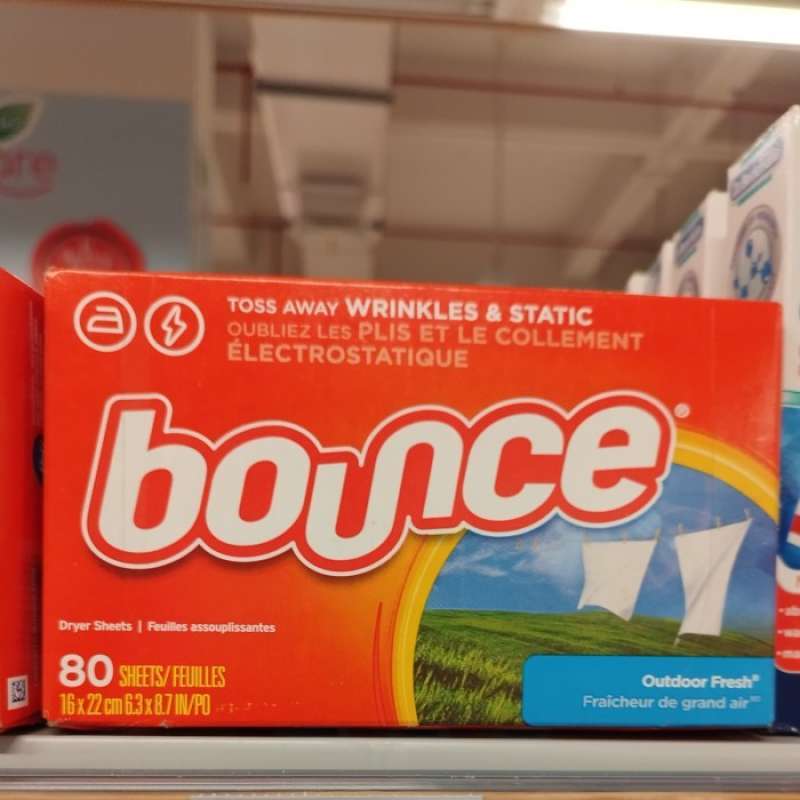 TOSS AWAY WRINKLES & STATIC
OUBLIEZ LES PLIS ET LE COLLEMENT
ÉLECTROSTATIQUE
bounce®
Dryer Sheets | Feuilles assouplissantes
80 SHEETS/FEUILLES
16 x 22 cm 6.3 x 8.7 IN/PO
Outdoor Fresh®
Fraîcheur de grand air